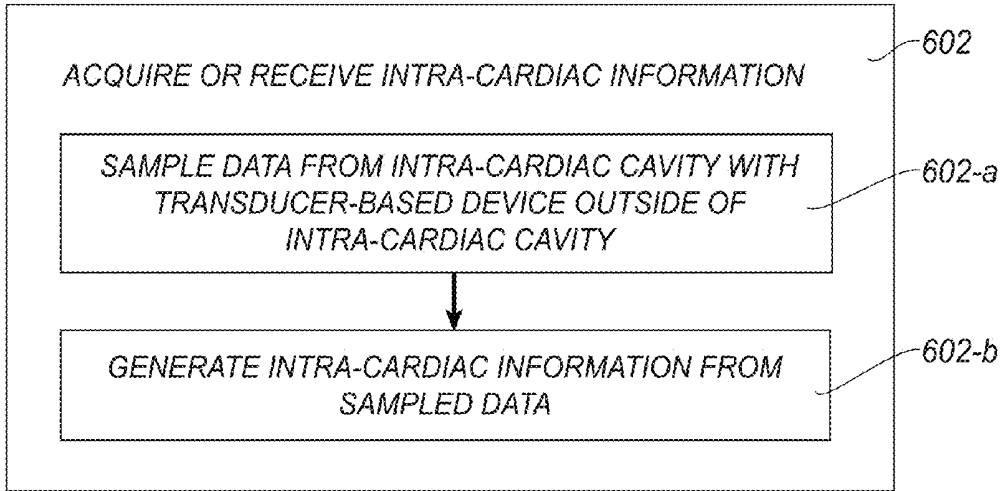 602
ACQUIRE OR RECEIVE INTRA-CARDIAC INFORMATION
SAMPLE DATA FROM INTRA-CARDIAC CAVITY WITH
TRANSDUCER-BASED DEVICE OUTSIDE OF
INTRA-CARDIAC CAVITY
602-a
GENERATE INTRA-CARDIAC INFORMATION FROM
SAMPLED DATA
602-b